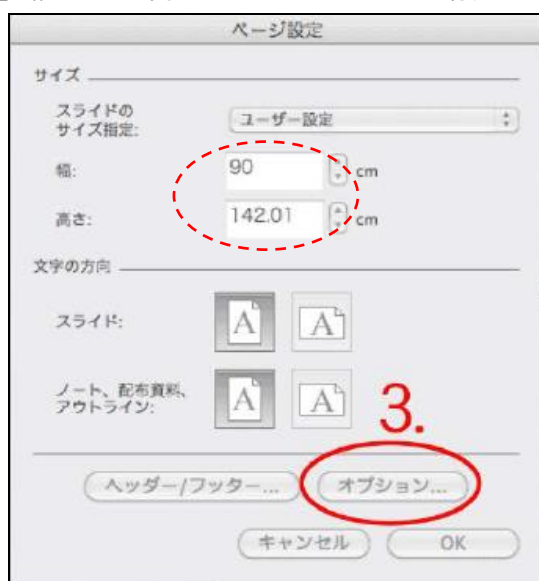 ページ設定
サイズ
スライドの
サイズ指定:
ユーザー設定
幅:
90
cm
高さ:
142.01
cm
文字の方向
スライド:
A
A
ノート、配布資料、
アウトライン:
A
A
3.
ヘッダー/フッター...
オプション...
キャンセル
OK